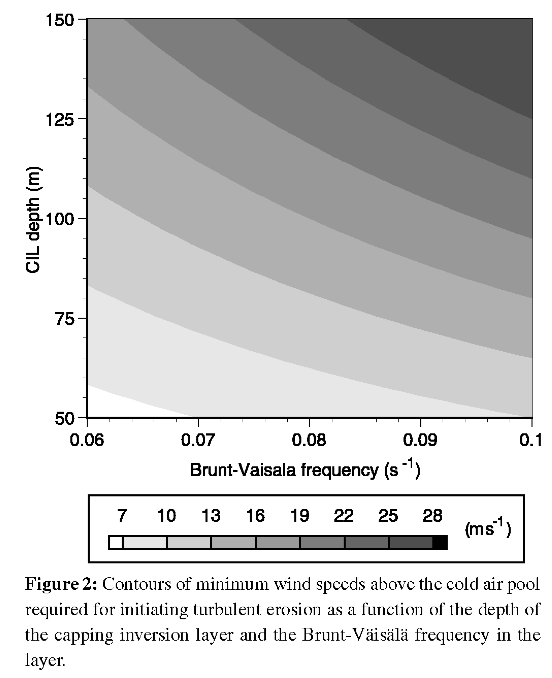 150
125
100
75
50
CIL depth (m)
0.06 0.07 0.08 0.09 0.1
Brunt-Vaisala frequency (s⁻¹)
7 10 13 16 19 22 25 28 (ms⁻¹)
Figure 2: Contours of minimum wind speeds above the cold air pool
required for initiating turbulent erosion as a function of the depth of
the capping inversion layer and the Brunt-Väisälä frequency in the
layer.